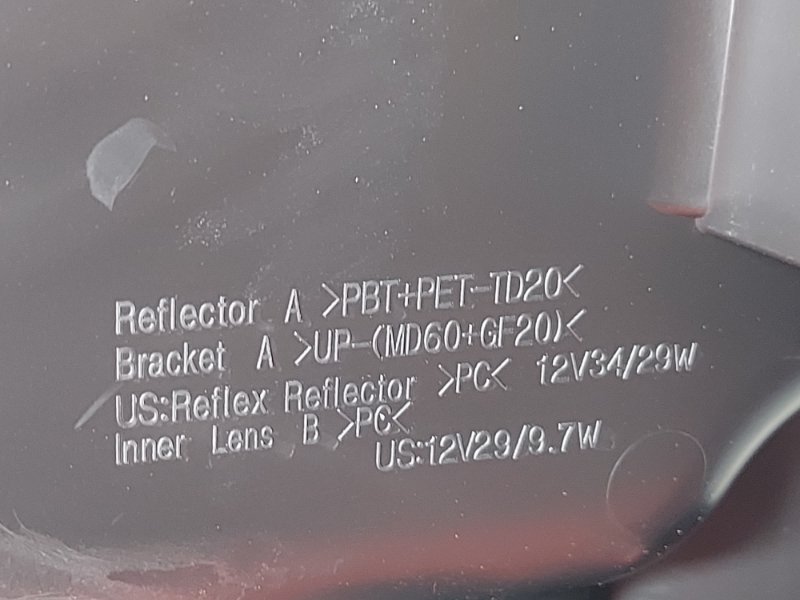 Reflector A >PBT+PET-TD20<
Bracket A >UP-(MD60+GF20)<
US:Reflex Reflector >PC< 12V34/29W
Inner Lens B >PC<
US:12V29/9.7W